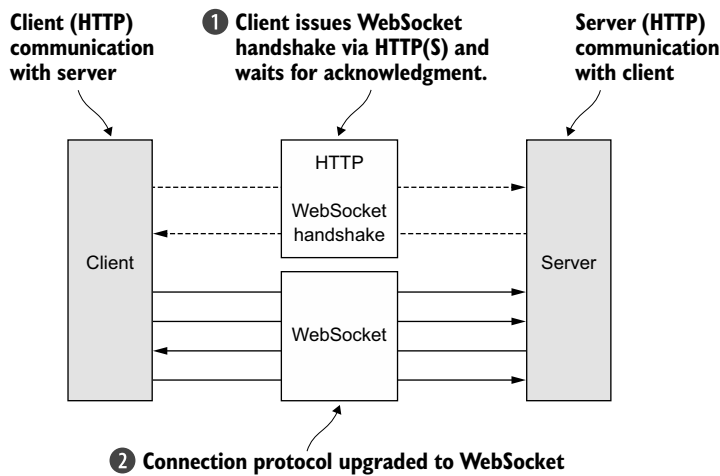 Client (HTTP)
communication
with server
❶ Client issues WebSocket
handshake via HTTP(S) and
waits for acknowledgment.
Server (HTTP)
communication
with client
HTTP
WebSocket
handshake
Client
Server
WebSocket
❷ Connection protocol upgraded to WebSocket